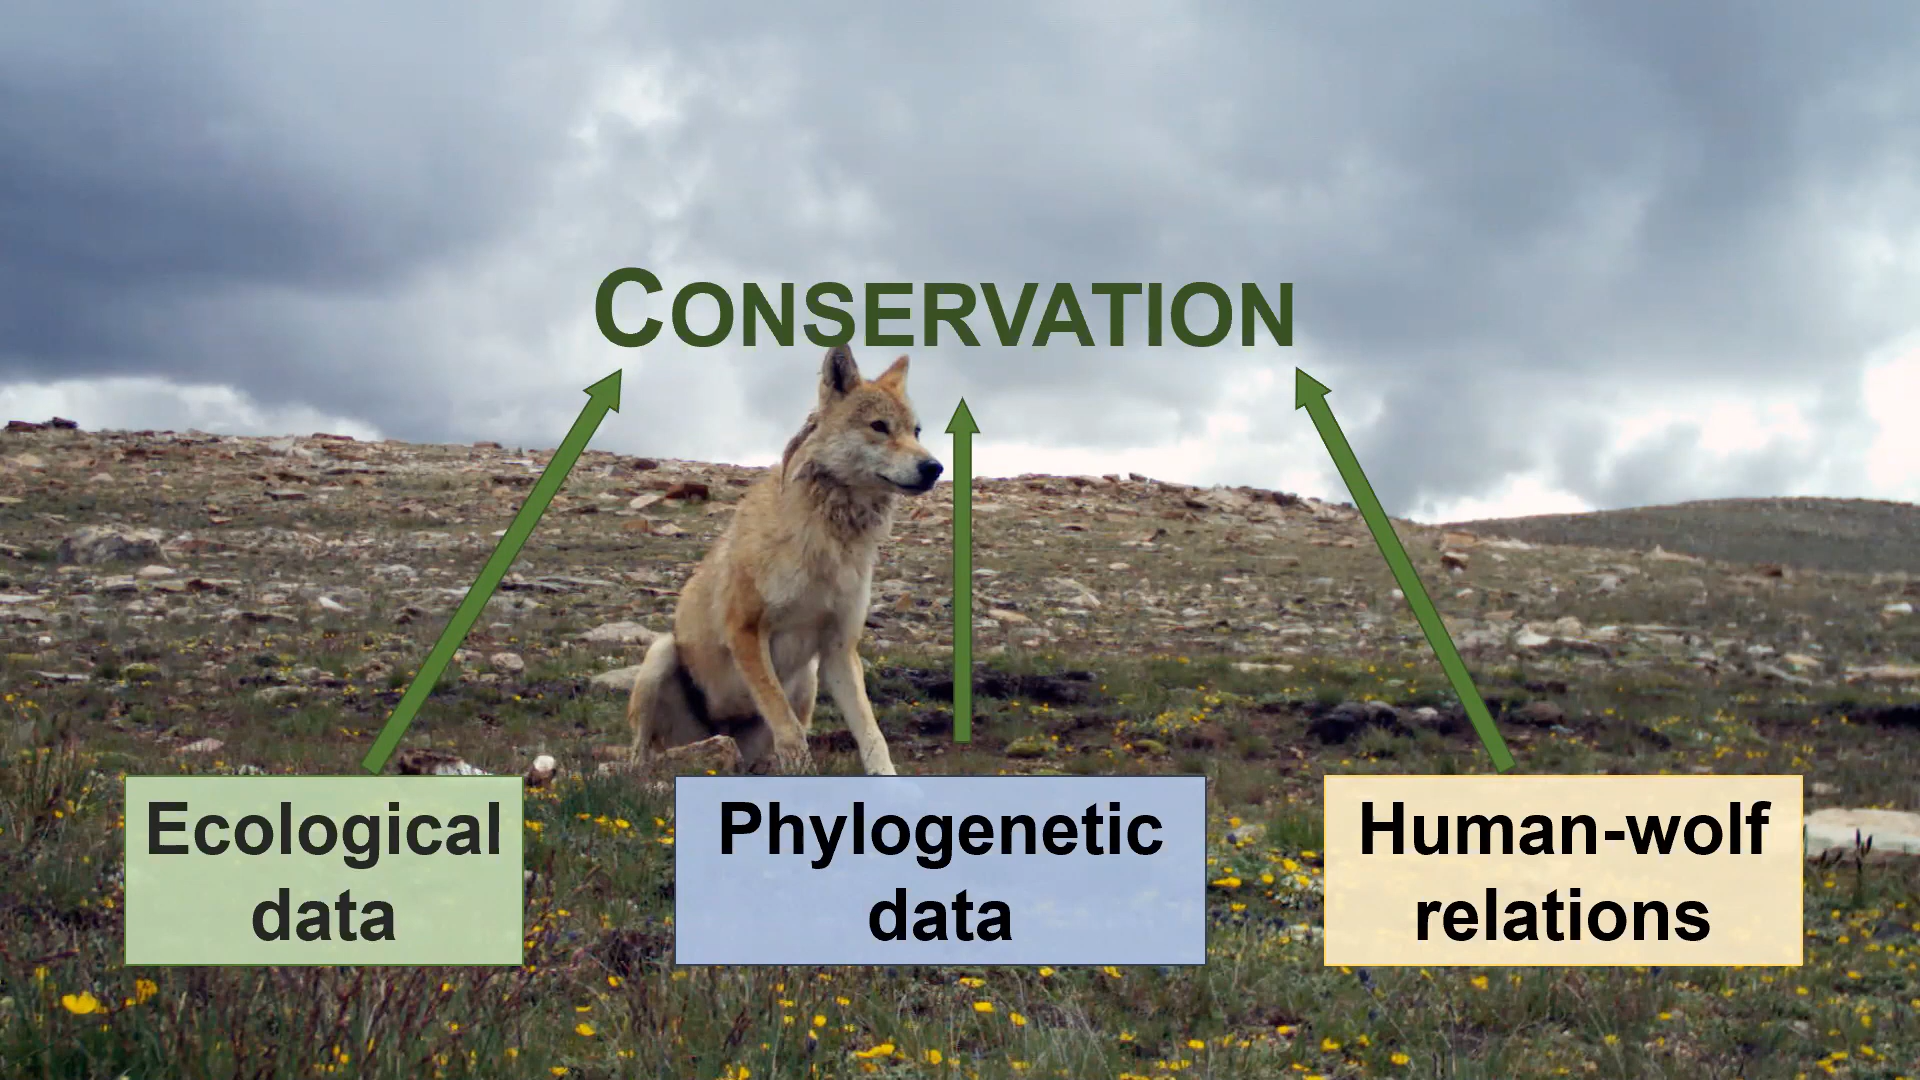 CONSERVATION
Ecological
data
Phylogenetic
data
Human-wolf
relations